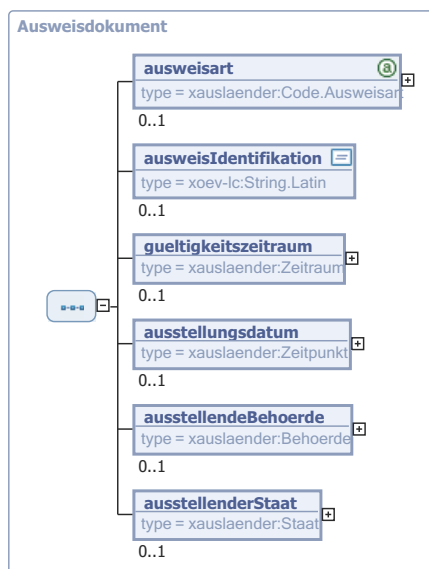 Ausweisdokument
ausweisart
type = xauslaender:Code.Ausweisart
0..1
ausweisIdentifikation
type = xoev-lc:String.Latin
0..1
gueltigkeitszeitraum
type = xauslaender:Zeitraum
0..1
ausstellungsdatum
type = xauslaender:Zeitpunkt
0..1
ausstellendeBehoerde
type = xauslaender:Behoerde
0..1
ausstellenderStaat
type = xauslaender:Staat
0..1